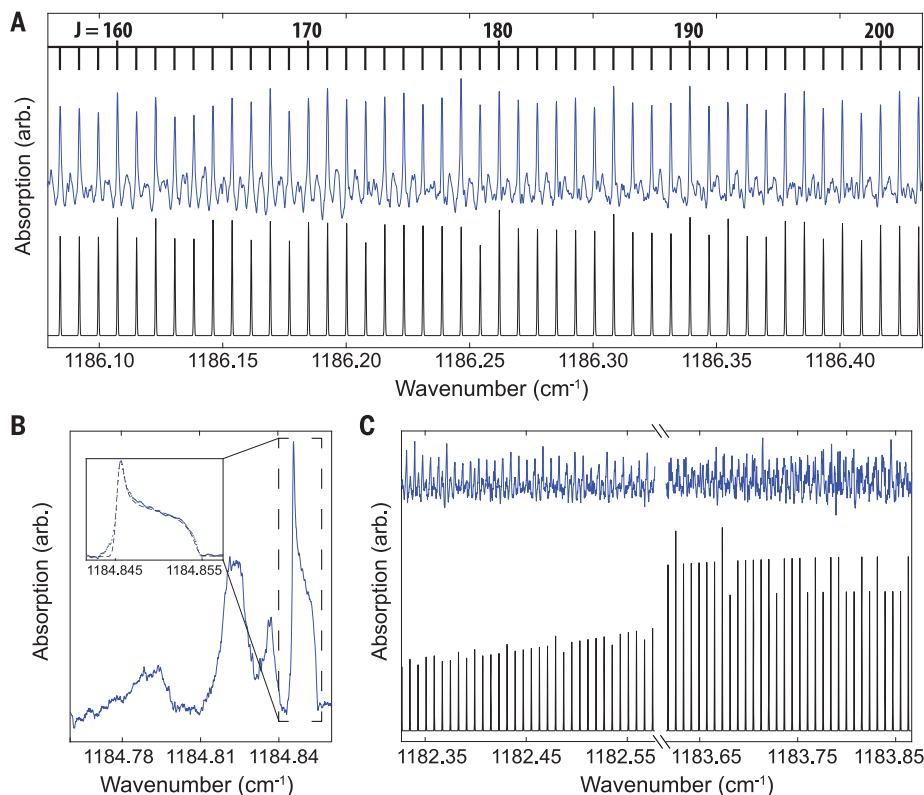 A
J = 160 170 180 190 200
Absorption (arb.)
1186.10 1186.15 1186.20 1186.26 1186.30 1186.35 1186.40
Wavenumber (cm⁻¹)
B
Absorption (arb.)
1184.845 1184.855
1184.78 1184.81 1184.84
Wavenumber (cm⁻¹)
C
Absorption (arb.)
1182.35 1182.45 1182.55 1183.65 1183.75 1183.85
Wavenumber (cm⁻¹)